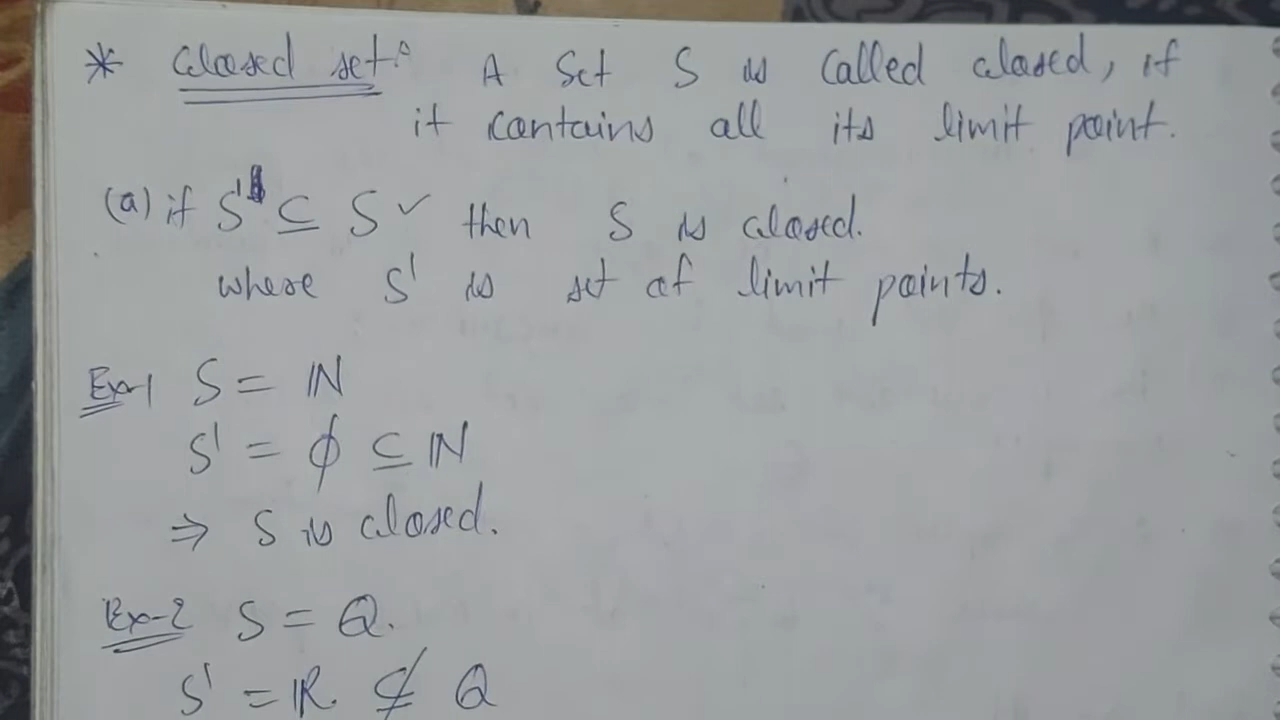 * Closed set: A Set S is Called closed, if
it contains all its limit point.
(a) if S' ⊆ S ✓ then S is closed.
where S' is set of limit points.
Ex-1 S = ℕ
S' = ϕ ⊆ ℕ
⇒ S is closed.
Ex-2 S = Q.
S' = ℝ. ⊈ Q